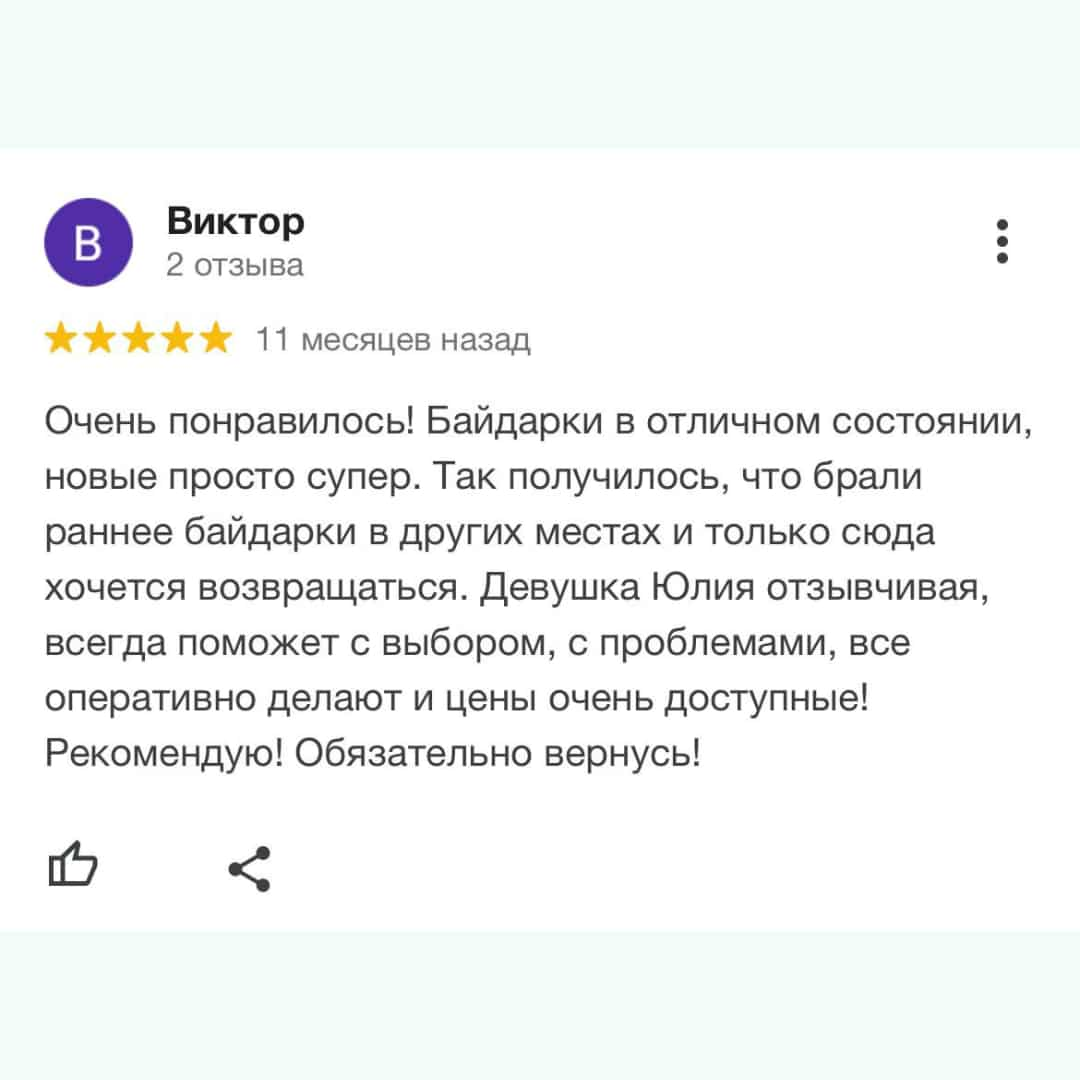 В
Виктор
2 отзыва
11 месяцев назад
Очень понравилось! Байдарки в отличном состоянии,
новые просто супер. Так получилось, что брали
раннее байдарки в других местах и только сюда
хочется возвращаться. Девушка Юлия отзывчивая,
всегда поможет с выбором, с проблемами, все
оперативно делают и цены очень доступные!
Рекомендую! Обязательно вернусь!